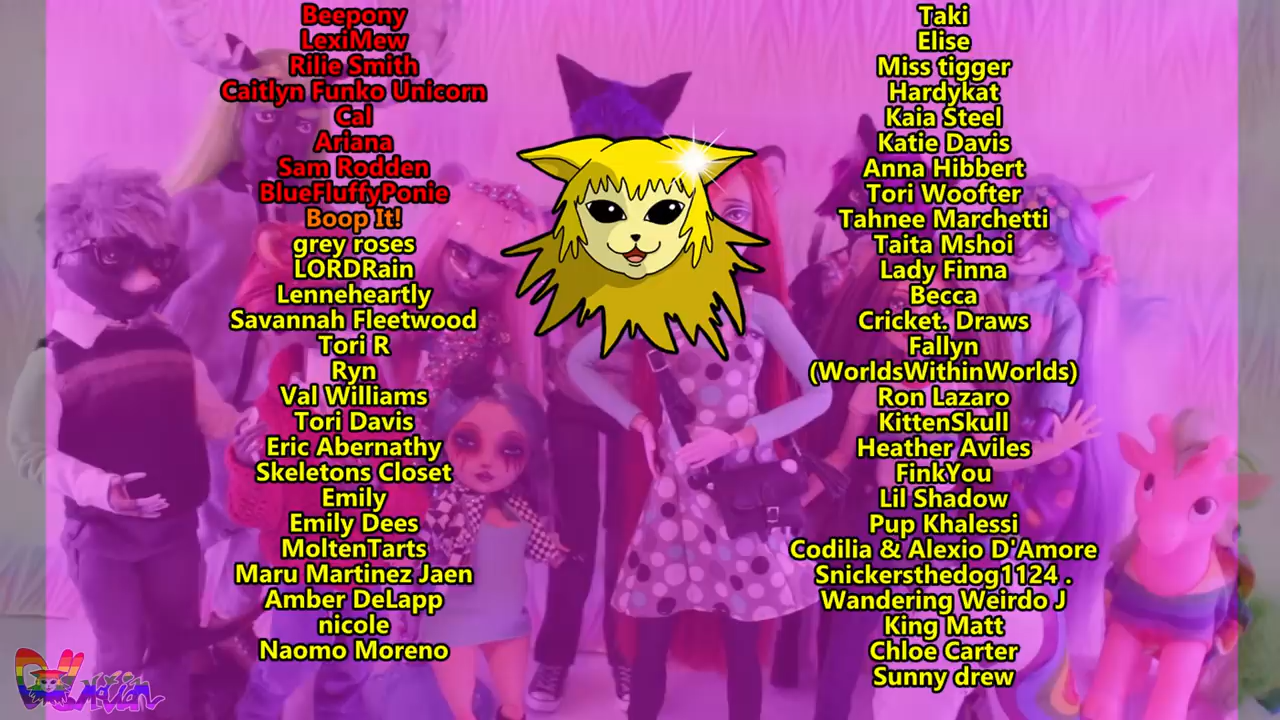 Beepony
LexiMew
Rilie Smith
Caitlyn Funko Unicorn
Cal
Ariana
Sam Rodden
BlueFluffyPonie
Boop It!
grey roses
LORDRain
Lenneheartly
Savannah Fleetwood
Tori R
Ryn
Val Williams
Tori Davis
Eric Abernathy
Skeletons Closet
Emily
Emily Dees
MoltenTarts
Maru Martinez Jaen
Amber DeLapp
nicole
Naomo Moreno
Taki
Elise
Miss tigger
Hardykat
Kaia Steel
Katie Davis
Anna Hibbert
Tori Woofter
Tahnee Marchetti
Taita Mshoi
Lady Finna
Becca
Cricket. Draws
Fallyn
(WorldsWithinWorlds)
Ron Lazaro
KittenSkull
Heather Aviles
FinkYou
Lil Shadow
Pup Khalessi
Codilia & Alexio D'Amore
Snickersthedog1124 .
Wandering Weirdo J
King Matt
Chloe Carter
Sunny drew